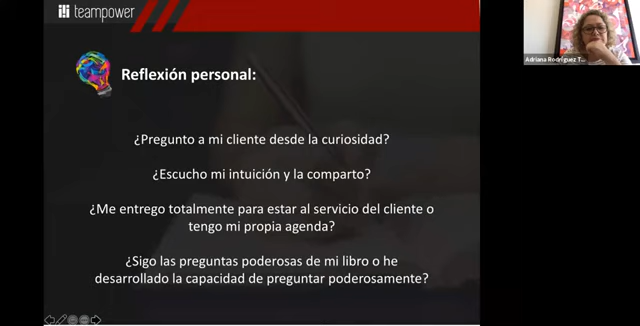 teampower
Adriana Rodríguez T...
Reflexión personal:
¿Pregunto a mi cliente desde la curiosidad?
¿Escucho mi intuición y la comparto?
¿Me entrego totalmente para estar al servicio del cliente o
tengo mi propia agenda?
¿Sigo las preguntas poderosas de mi libro o he
desarrollado la capacidad de preguntar poderosamente?